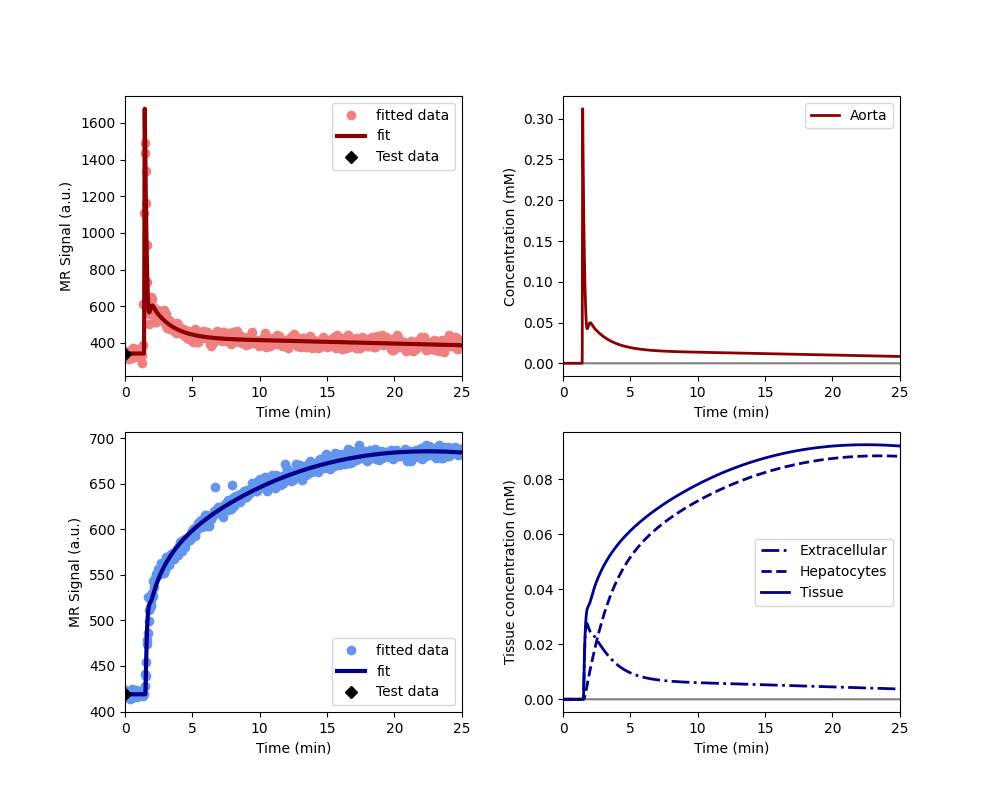 MR Signal (a.u.)
1600
1400
1200
1000
800
600
400
fitted data
fit
Test data
0 5 10 15 20 25
Time (min)
Concentration (mM)
0.30
0.25
0.20
0.15
0.10
0.05
0.00
Aorta
0 5 10 15 20 25
Time (min)
MR Signal (a.u.)
700
650
600
550
500
450
400
fitted data
fit
Test data
0 5 10 15 20 25
Time (min)
Tissue concentration (mM)
0.08
0.06
0.04
0.02
0.00
Extracellular
Hepatocytes
Tissue
0 5 10 15 20 25
Time (min)